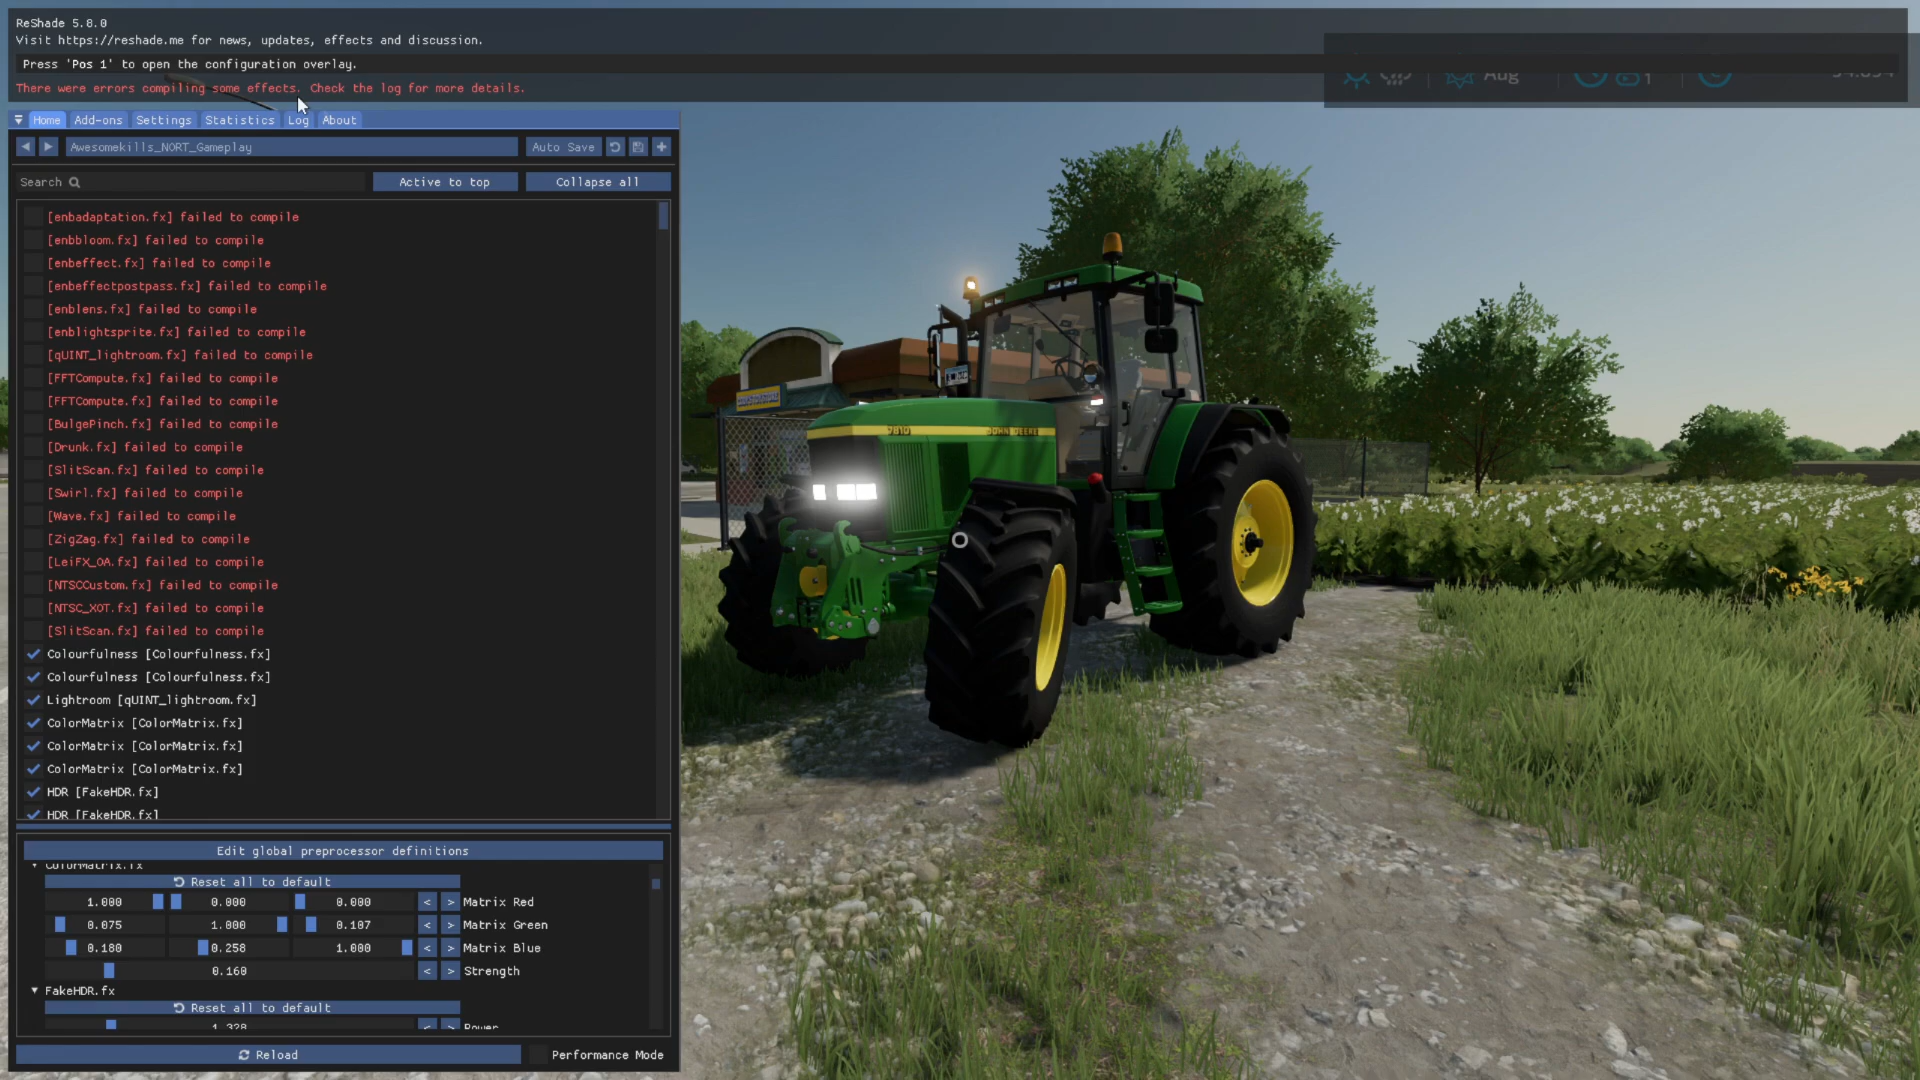 ReShade 5.8.0
Visit https://reshade.me for news, updates, effects and discussion.
Press 'Pos 1' to open the configuration overlay.
There were errors compiling some effects. Check the log for more details.
Aug
1
Home Add-ons Settings Statistics Log About
Awesomekills_NORT_Gameplay Auto Save
Search Active to top Collapse all
[enbadaptation.fx] failed to compile
[enbbloom.fx] failed to compile
[enbeffect.fx] failed to compile
[enbeffectpostpass.fx] failed to compile
[enblens.fx] failed to compile
[enblightsprite.fx] failed to compile
[qUINT_lightroom.fx] failed to compile
[FFTCompute.fx] failed to compile
[FFTCompute.fx] failed to compile
[BulgePinch.fx] failed to compile
[Drunk.fx] failed to compile
[SlitScan.fx] failed to compile
[Swirl.fx] failed to compile
[Wave.fx] failed to compile
[ZigZag.fx] failed to compile
[LeiFX_OA.fx] failed to compile
[NTSCCustom.fx] failed to compile
[NTSC_XOT.fx] failed to compile
[SlitScan.fx] failed to compile
Colourfulness [Colourfulness.fx]
Colourfulness [Colourfulness.fx]
Lightroom [qUINT_lightroom.fx]
ColorMatrix [ColorMatrix.fx]
ColorMatrix [ColorMatrix.fx]
ColorMatrix [ColorMatrix.fx]
HDR [FakeHDR.fx]
HDR [FakeHDR.fx]
Edit global preprocessor definitions
ColorMatrix.fx
Reset all to default
1.000 0.000 0.000 < > Matrix Red
0.075 1.000 0.107 < > Matrix Green
0.180 0.258 1.000 < > Matrix Blue
0.160 < > Strength
FakeHDR.fx
Reset all to default
1.328 < > Power
Reload Performance Mode
7810 JOHN DEERE